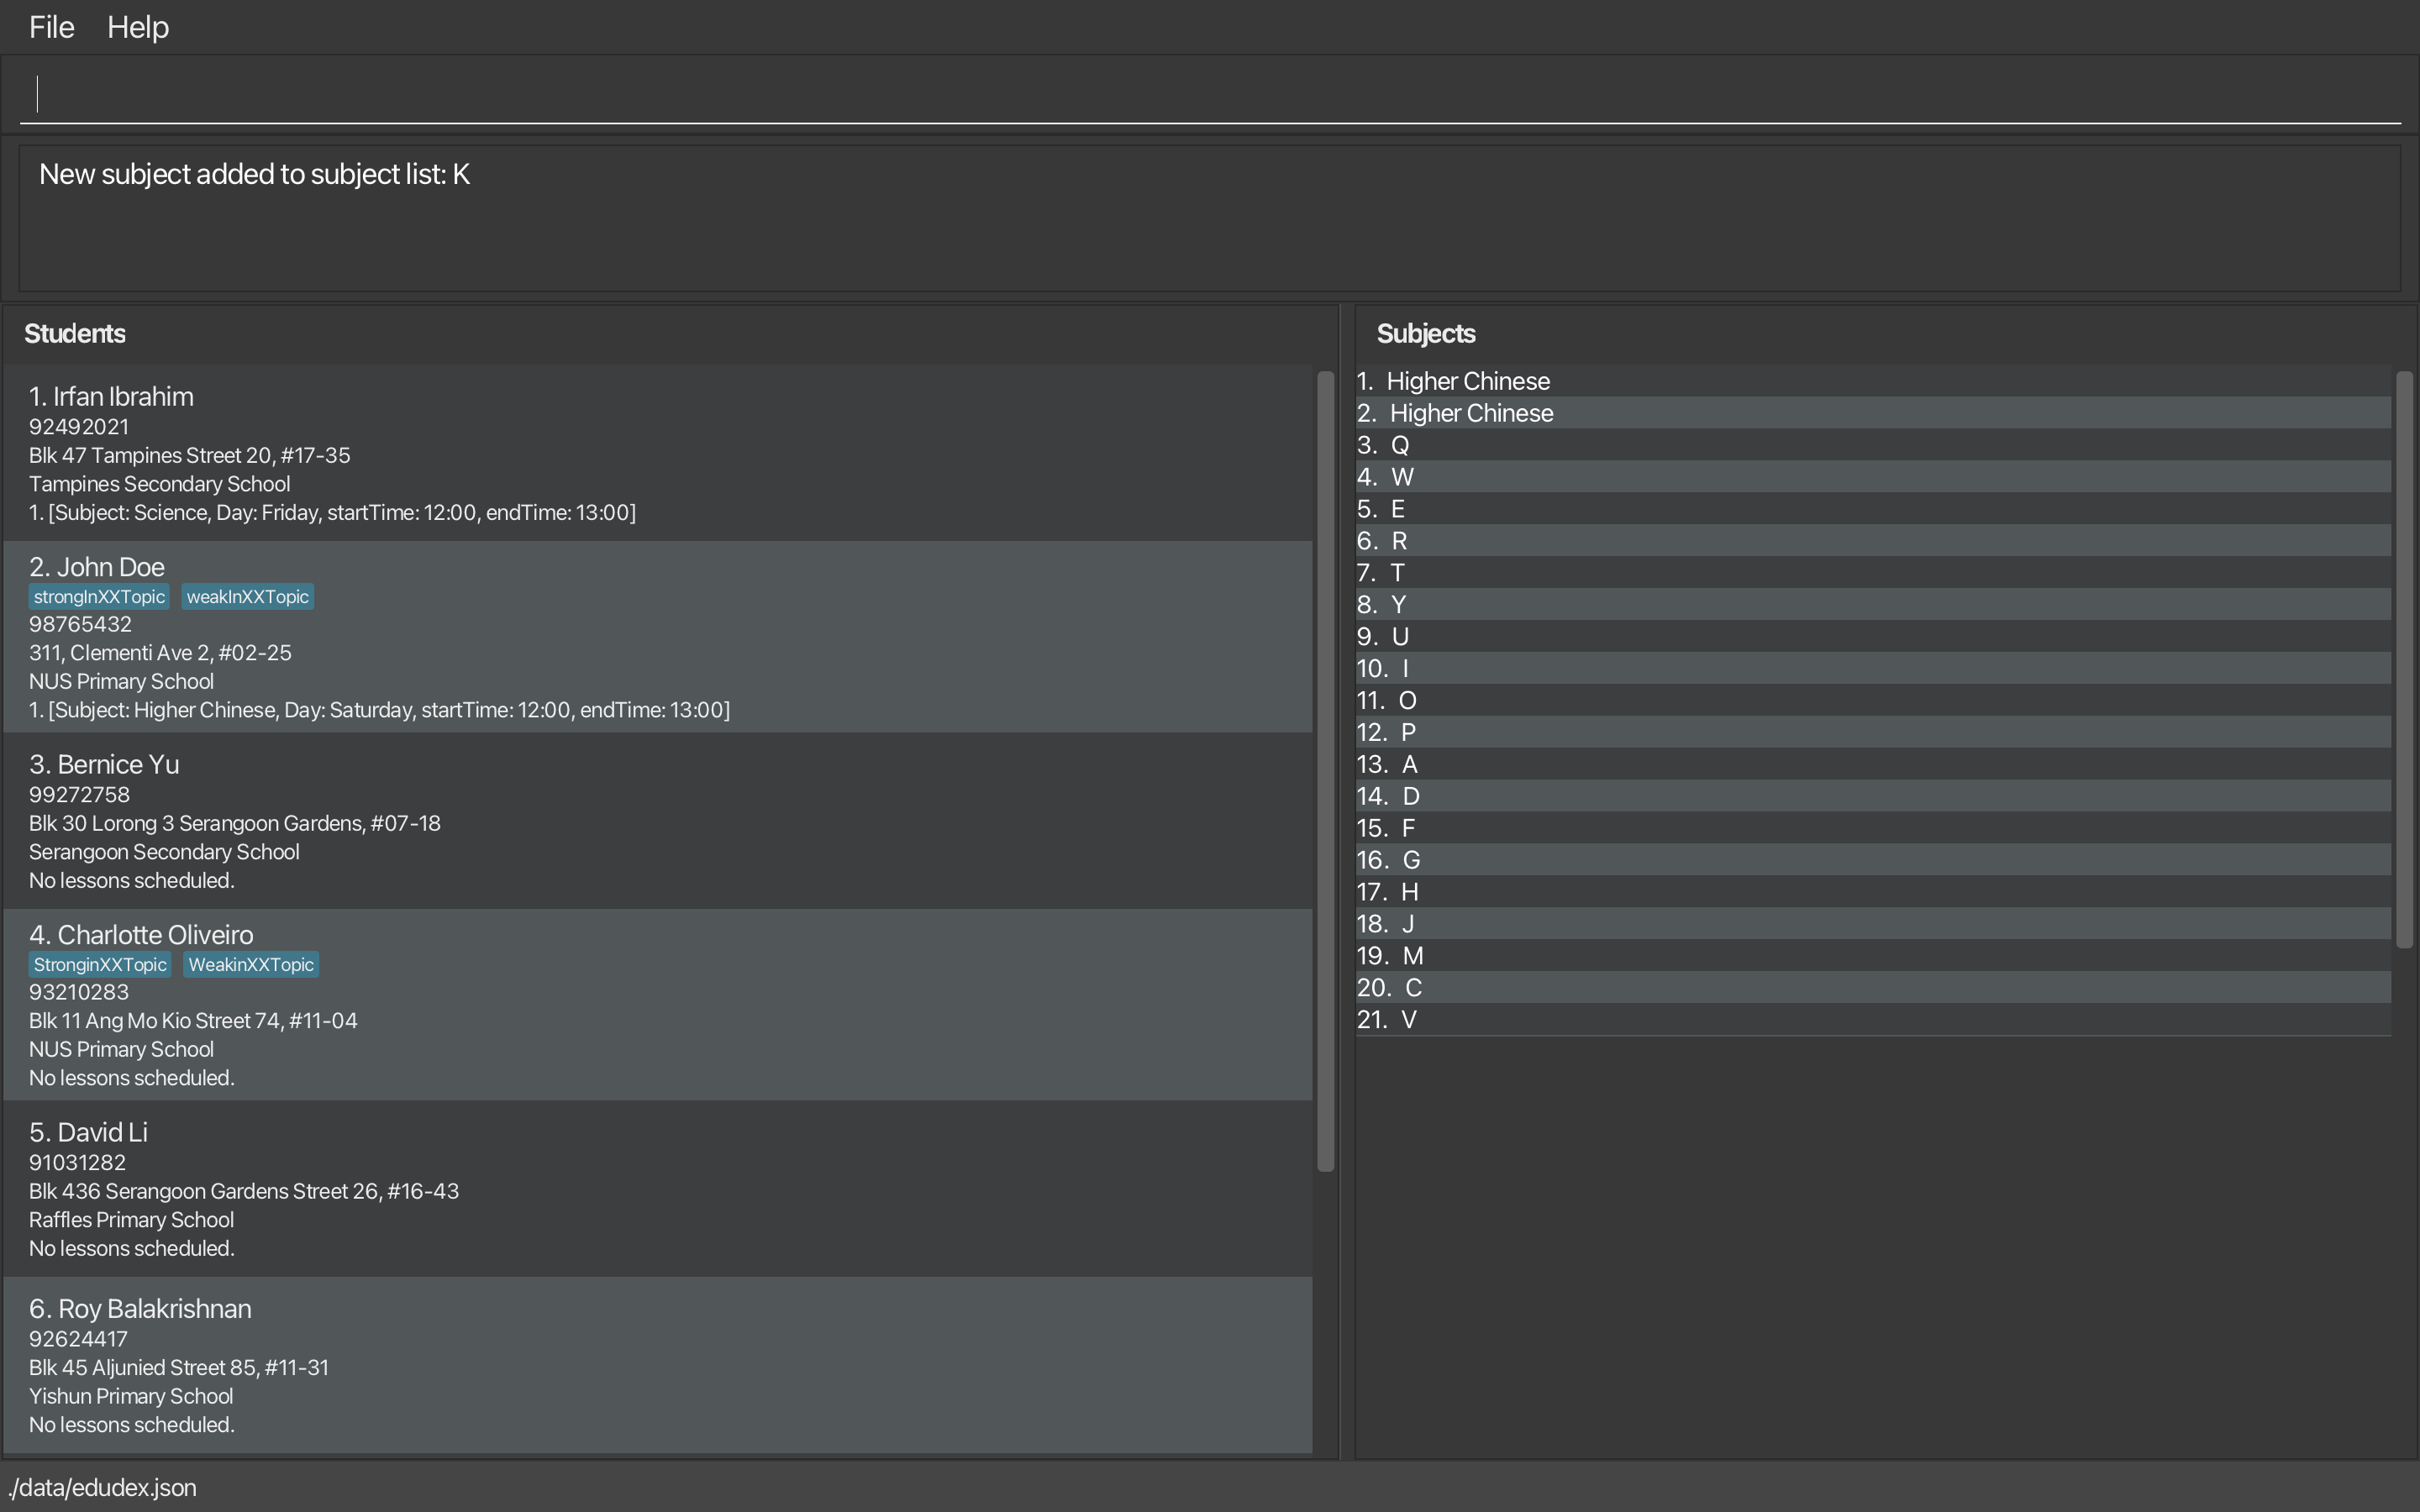 File Help
New subject added to subject list: K
Students
1. Irfan Ibrahim
92492021
Blk 47 Tampines Street 20, #17-35
Tampines Secondary School
1. [Subject: Science, Day: Friday, startTime: 12:00, endTime: 13:00]
2. John Doe
strongInXXTopic weakInXXTopic
98765432
311, Clementi Ave 2, #02-25
NUS Primary School
1. [Subject: Higher Chinese, Day: Saturday, startTime: 12:00, endTime: 13:00]
3. Bernice Yu
99272758
Blk 30 Lorong 3 Serangoon Gardens, #07-18
Serangoon Secondary School
No lessons scheduled.
4. Charlotte Oliveiro
StronginXXTopic WeakinXXTopic
93210283
Blk 11 Ang Mo Kio Street 74, #11-04
NUS Primary School
No lessons scheduled.
5. David Li
91031282
Blk 436 Serangoon Gardens Street 26, #16-43
Raffles Primary School
No lessons scheduled.
6. Roy Balakrishnan
92624417
Blk 45 Aljunied Street 85, #11-31
Yishun Primary School
No lessons scheduled.
Subjects
1. Higher Chinese
2. Higher Chinese
3. Q
4. W
5. E
6. R
7. T
8. Y
9. U
10. I
11. O
12. P
13. A
14. D
15. F
16. G
17. H
18. J
19. M
20. C
21. V
./data/edudex.json